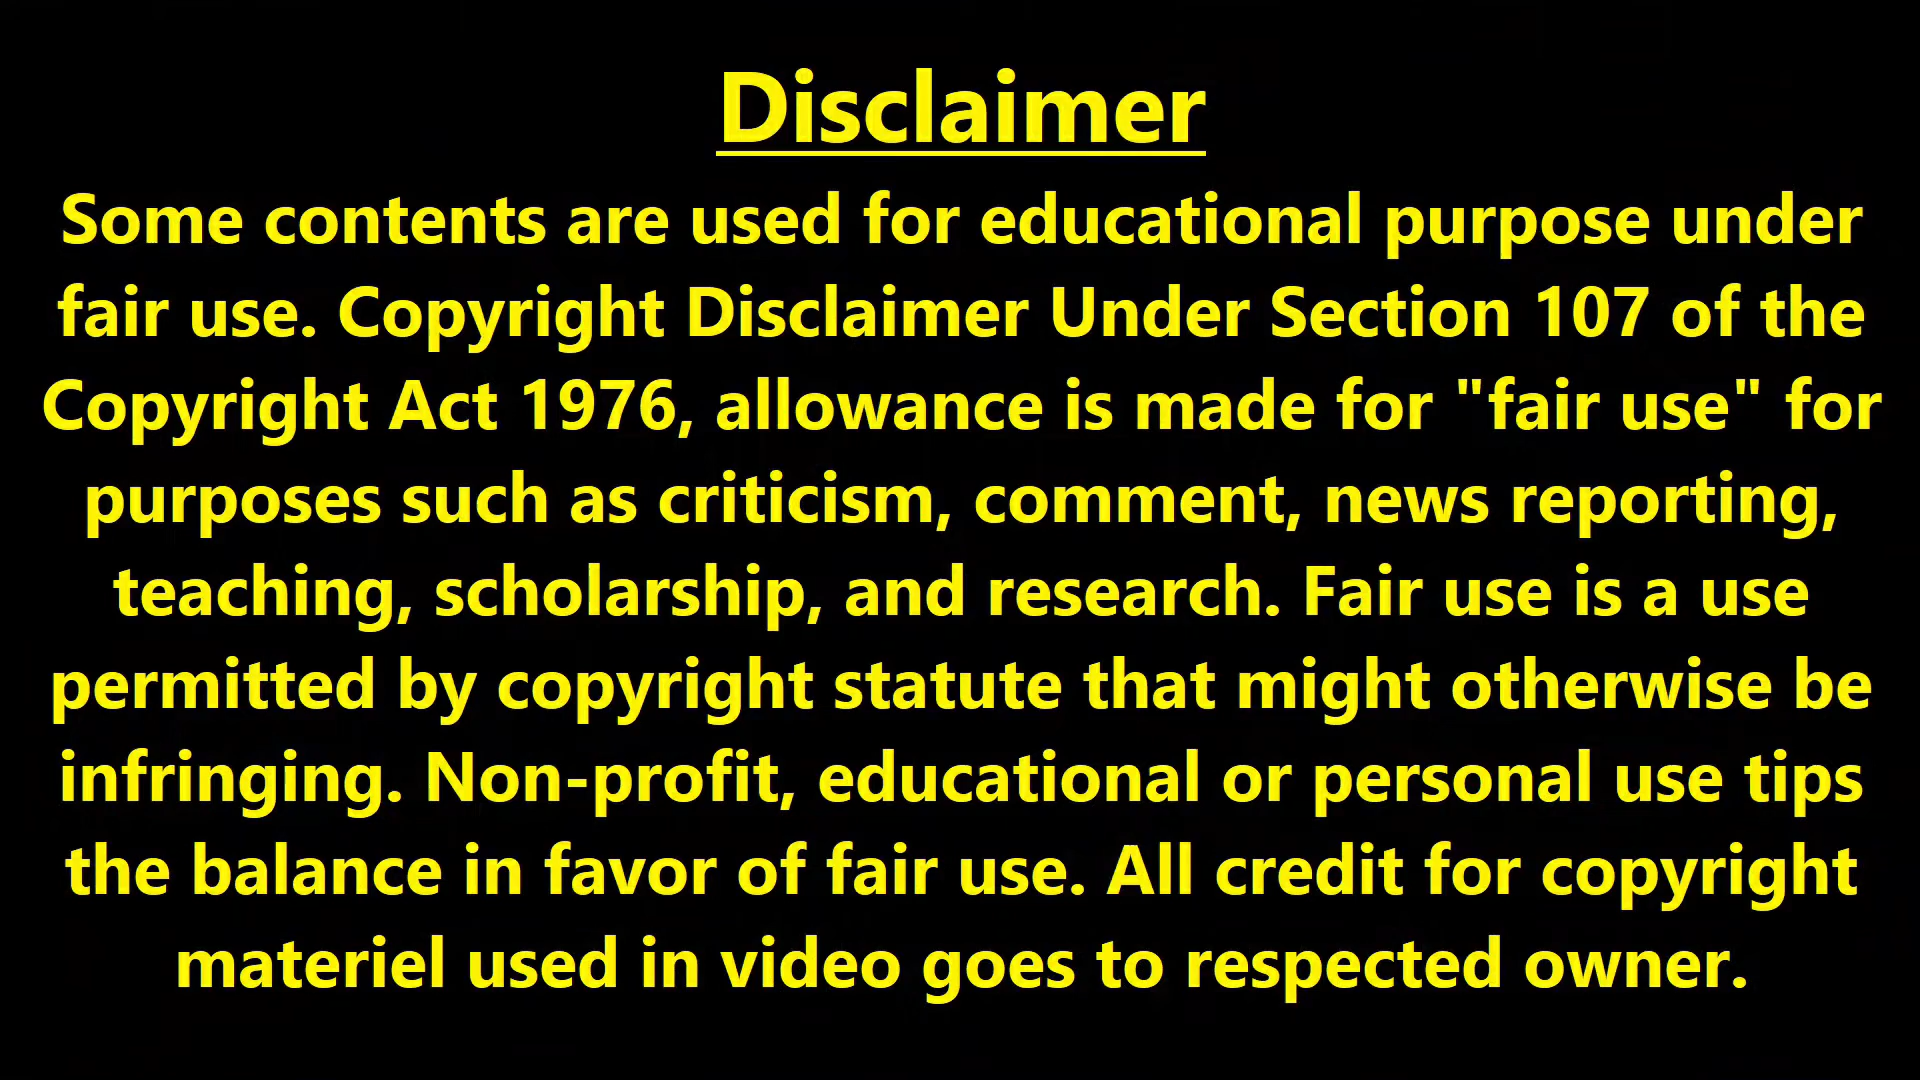 Disclaimer
Some contents are used for educational purpose under
fair use. Copyright Disclaimer Under Section 107 of the
Copyright Act 1976, allowance is made for "fair use" for
purposes such as criticism, comment, news reporting,
teaching, scholarship, and research. Fair use is a use
permitted by copyright statute that might otherwise be
infringing. Non-profit, educational or personal use tips
the balance in favor of fair use. All credit for copyright
materiel used in video goes to respected owner.